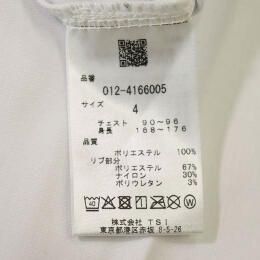 品番
012-4166005
サイズ
4
チェスト 90~96
身長 168~176
品質
ポリエステル 100%
リブ部分
ポリエステル 67%
ナイロン 30%
ポリウレタン 3%
40
株式会社 TSI
東京都港区赤坂 8-5-26